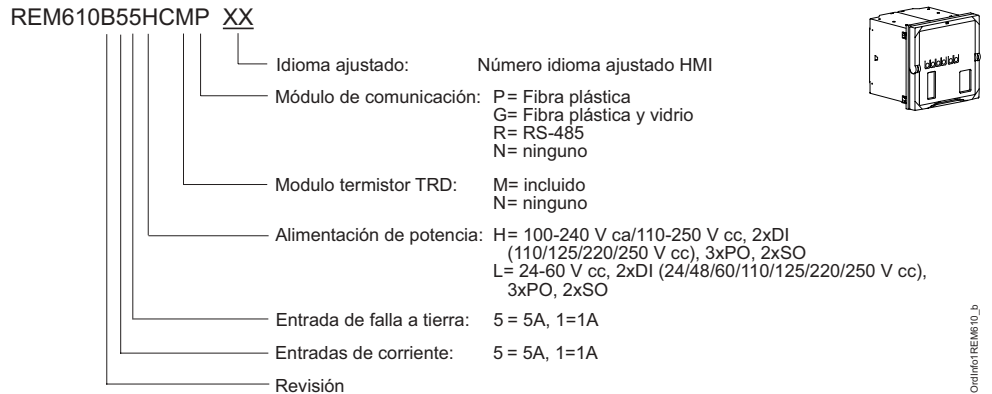 REM610B55HCMP XX
Idioma ajustado: Número idioma ajustado HMI
Módulo de comunicación: P= Fibra plástica
G= Fibra plástica y vidrio
R= RS-485
N= ninguno
Modulo termistor TRD: M= incluido
N= ninguno
Alimentación de potencia: H= 100-240 V ca/110-250 V cc, 2xDI
(110/125/220/250 V cc), 3xPO, 2xSO
L= 24-60 V cc, 2xDI (24/48/60/110/125/220/250 V cc),
3xPO, 2xSO
Entrada de falla a tierra: 5 = 5A, 1=1A
Entradas de corriente: 5 = 5A, 1=1A
Revisión
OrdInfo1REM610_b